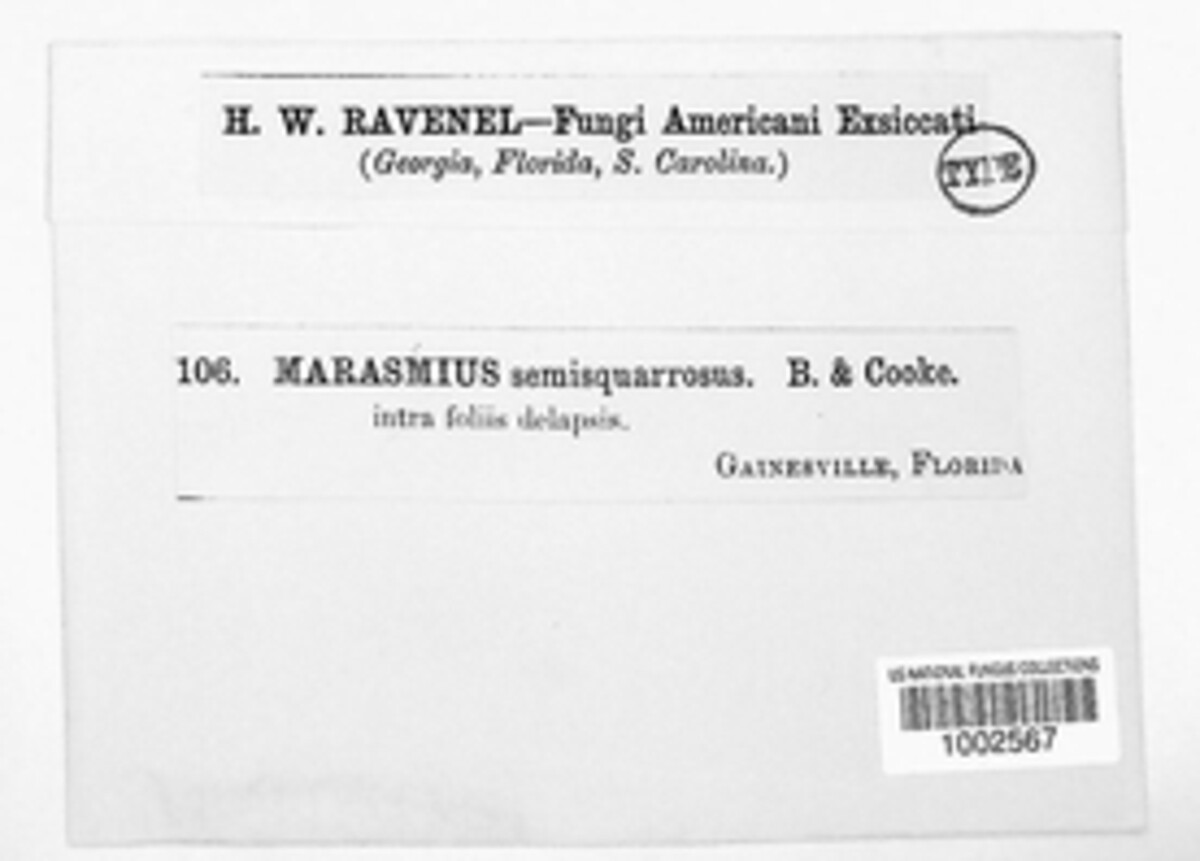 H. W. RAVENEL—Fungi Americani Exsiccati
(Georgia, Florida, S. Carolina.)
TYPE
106. MARASMIUS semisquarrosus. B. & Cooke.
intra foliis delapsis.
GAINESVILLE, FLORIDA
US NATIONAL FUNGUS COLLECTIONS
1002567